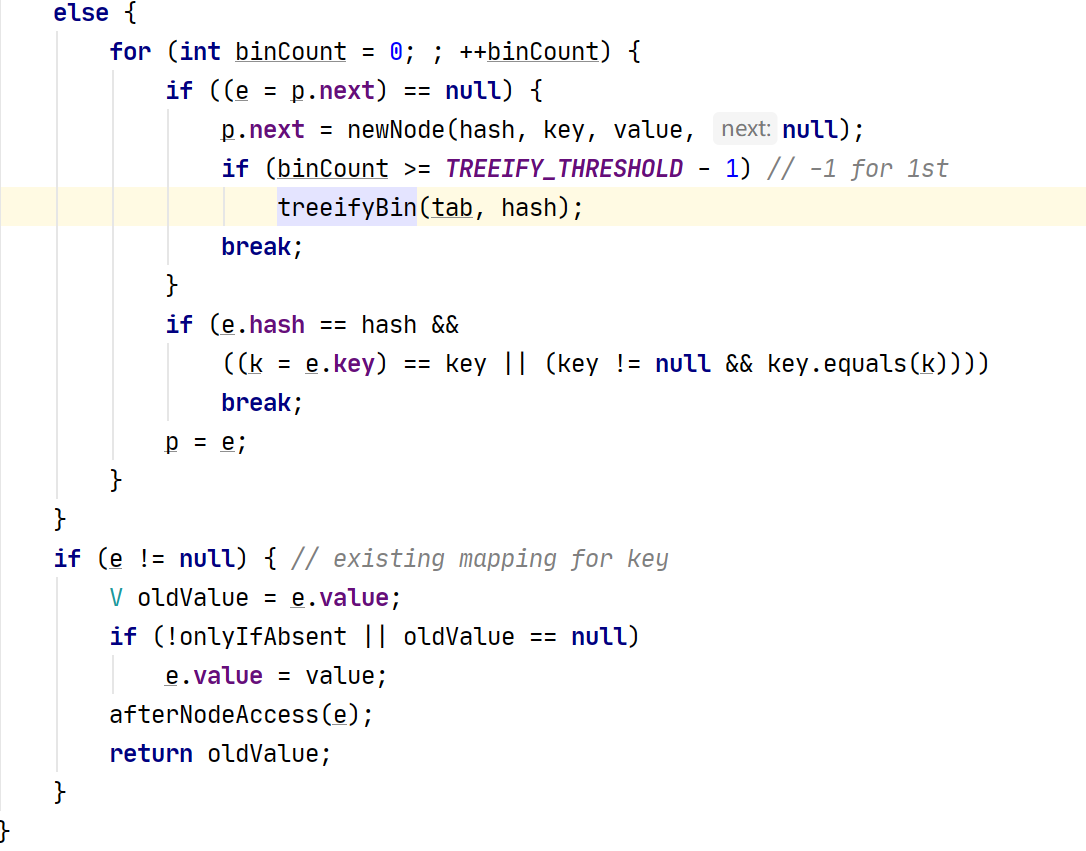 else {
for (int binCount = 0; ; ++binCount) {
if ((e = p.next) == null) {
p.next = newNode(hash, key, value, next: null);
if (binCount >= TREEIFY_THRESHOLD - 1) // -1 for 1st
treeifyBin(tab, hash);
break;
}
if (e.hash == hash &&
((k = e.key) == key || (key != null && key.equals(k))))
break;
p = e;
}
}
if (e != null) { // existing mapping for key
V oldValue = e.value;
if (!onlyIfAbsent || oldValue == null)
e.value = value;
afterNodeAccess(e);
return oldValue;
}
}